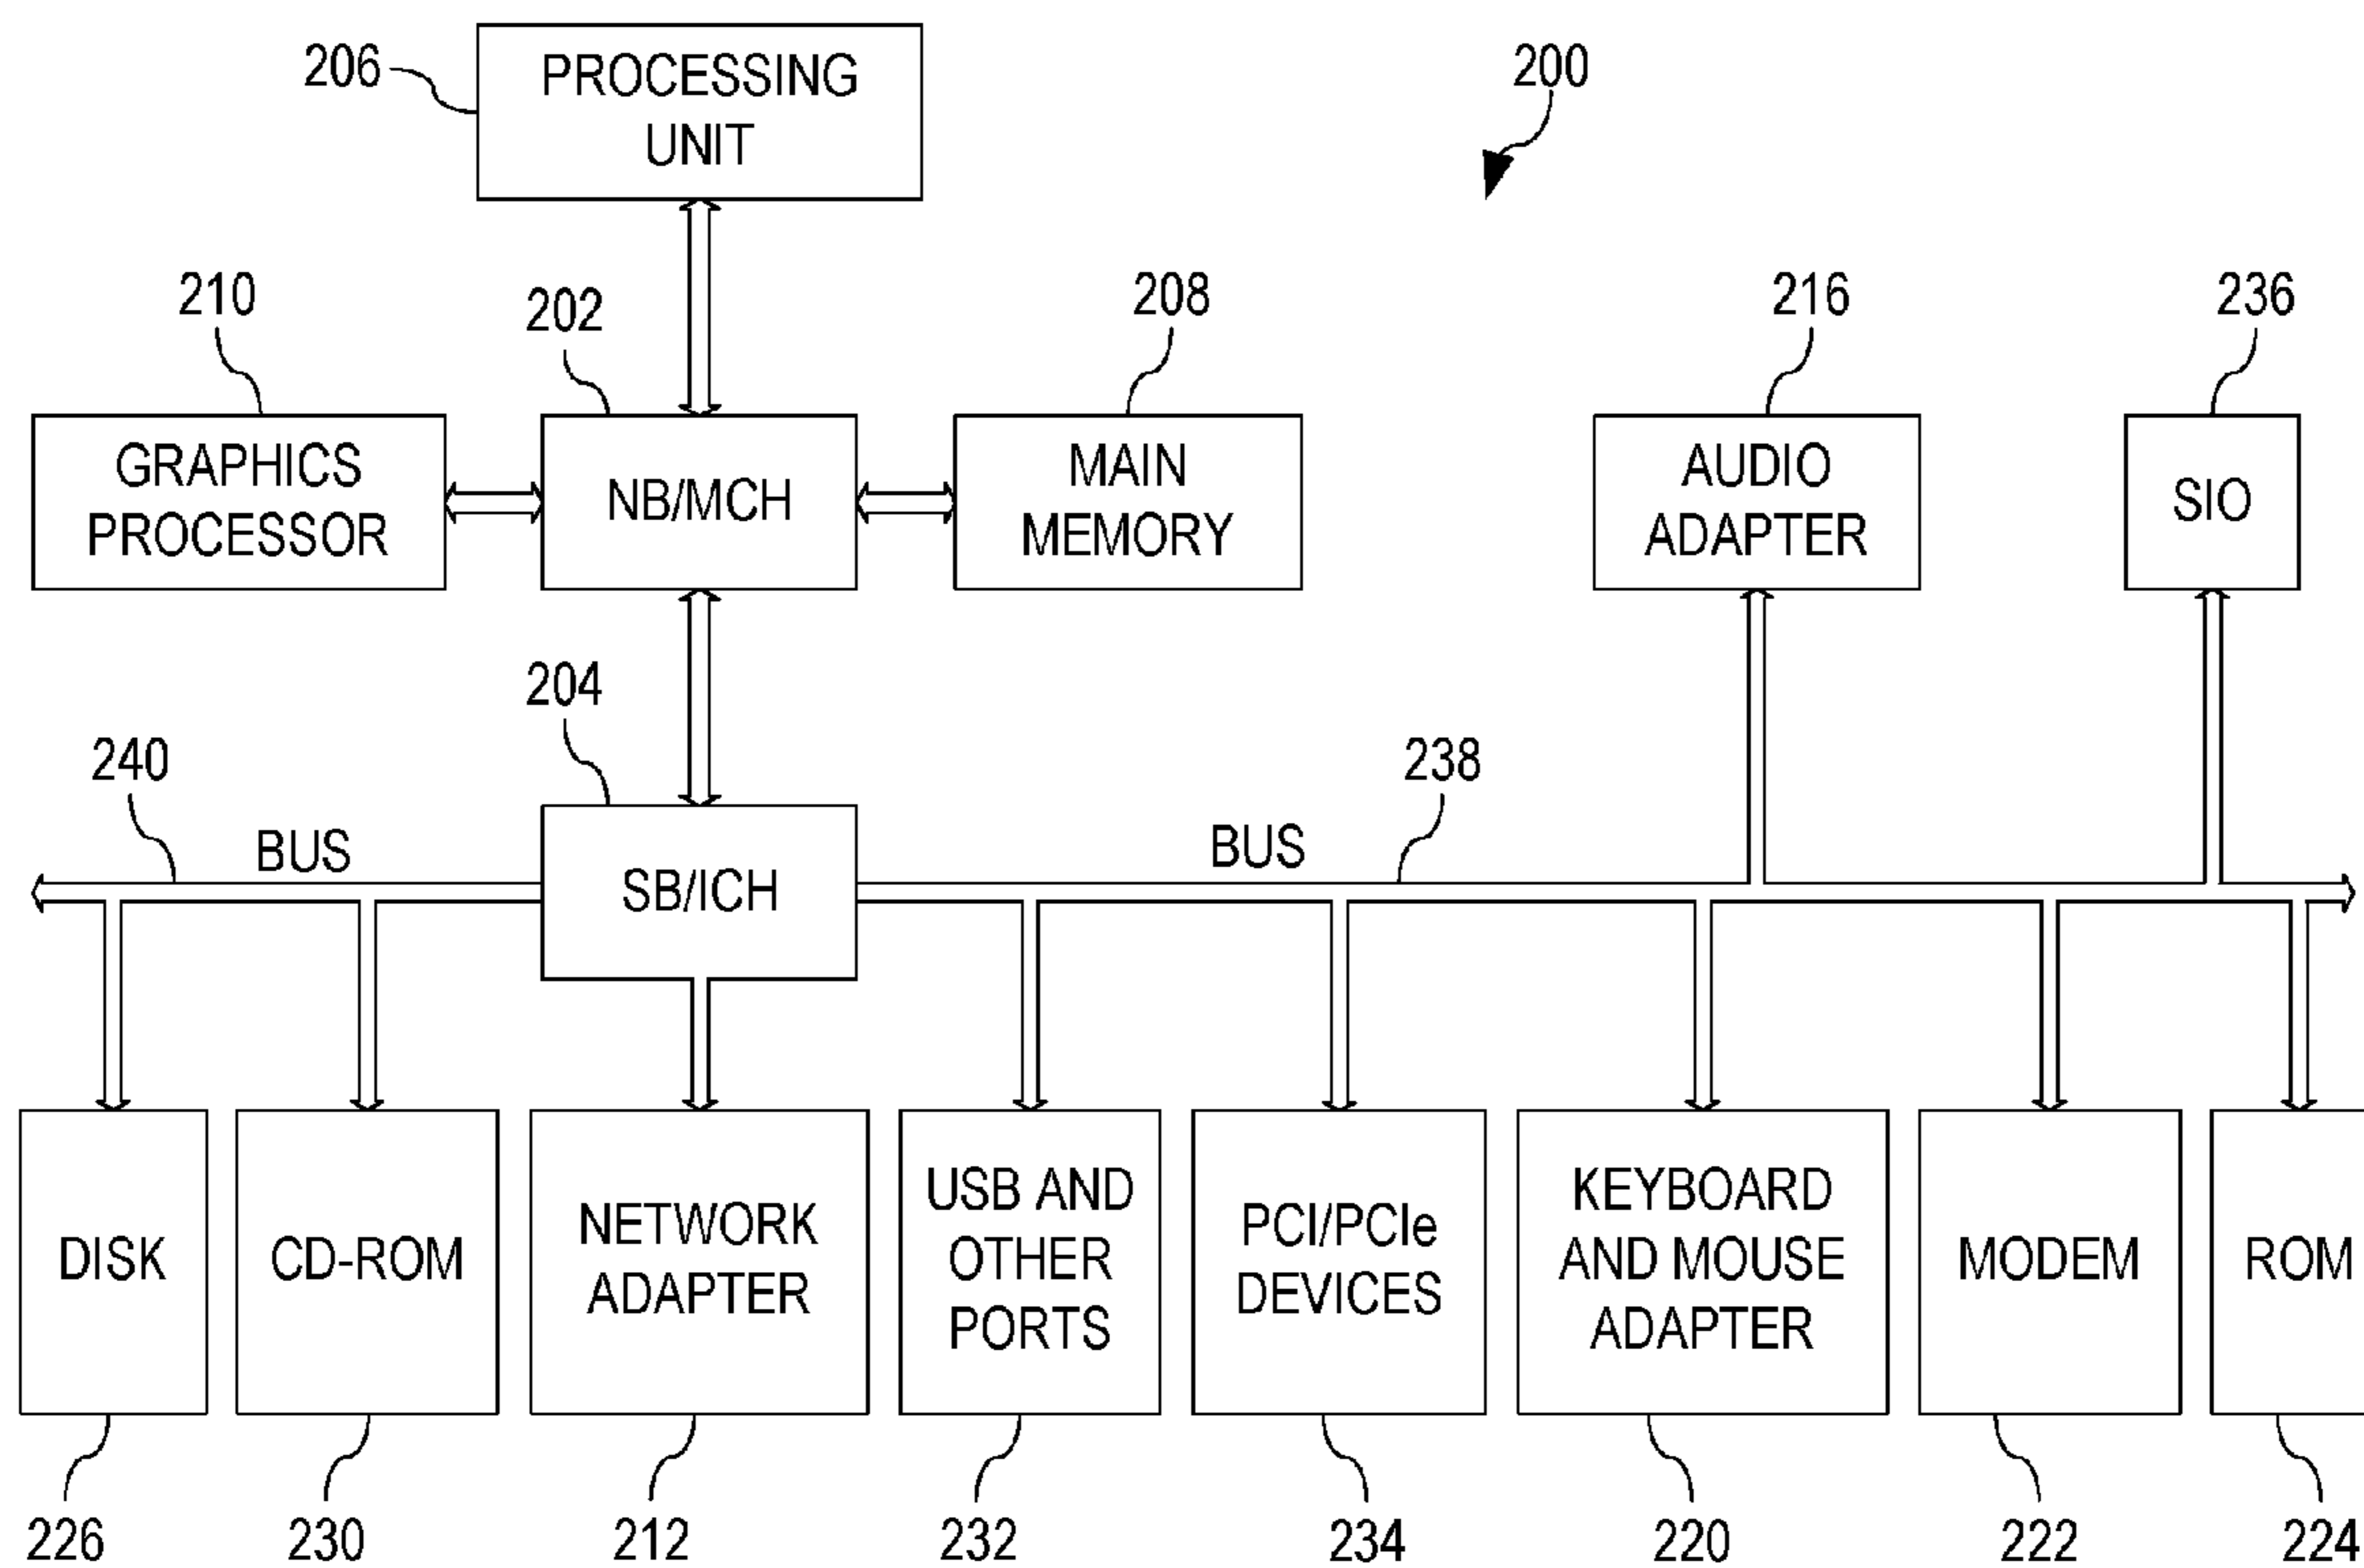 206
PROCESSING
UNIT
200
210
202
208
216
236
GRAPHICS
PROCESSOR
NB/MCH
MAIN
MEMORY
AUDIO
ADAPTER
SIO
204
240
238
BUS
SB/ICH
BUS
DISK
CD-ROM
NETWORK
ADAPTER
USB AND
OTHER
PORTS
PCI/PCIe
DEVICES
KEYBOARD
AND MOUSE
ADAPTER
MODEM
ROM
226
230
212
232
234
220
222
224